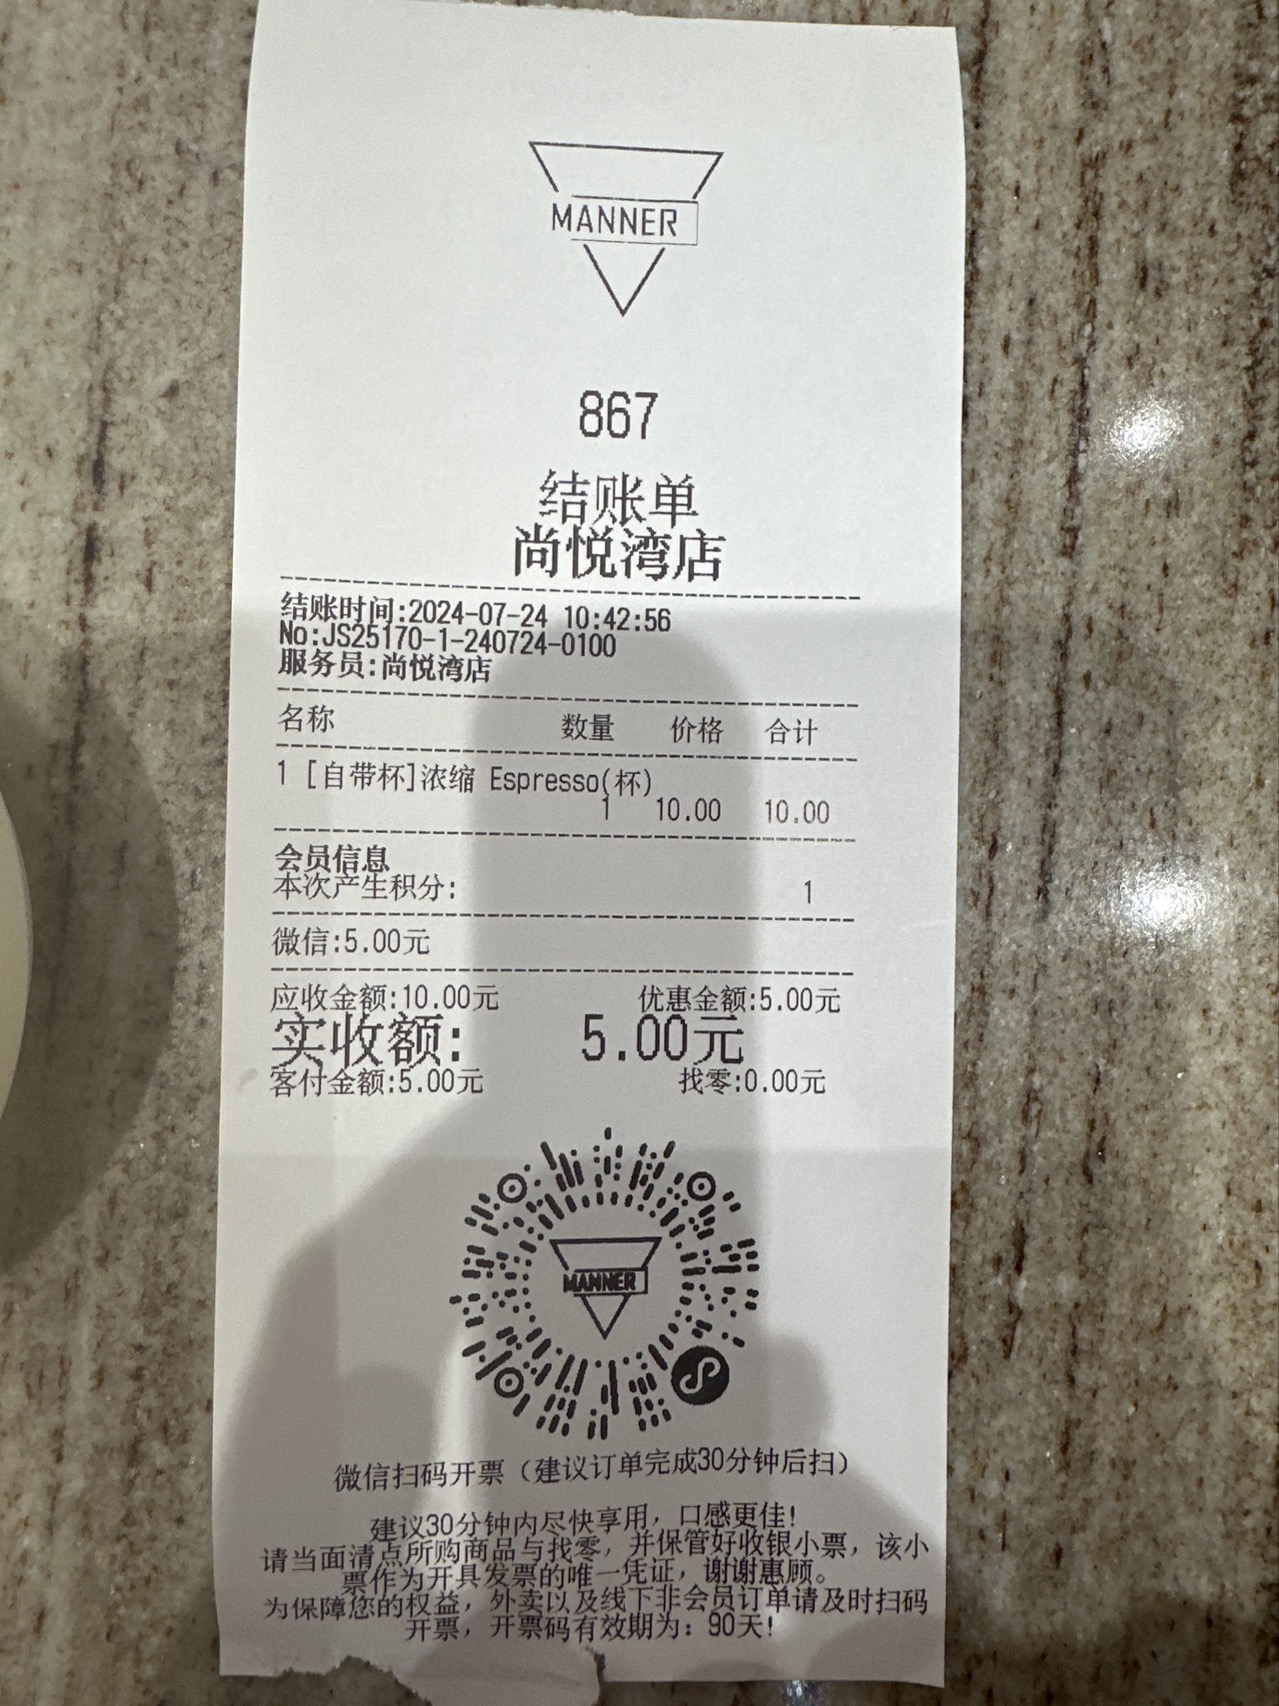 MANNER
867
结账单
尚悦湾店
结账时间:2024-07-24 10:42:56
No:JS25170-1-240724-0100
服务员:尚悦湾店
名称 数量 价格 合计
1 [自带杯]浓缩 Espresso(杯)
1 10.00 10.00
会员信息
本次产生积分: 1
微信:5.00元
应收金额:10.00元 优惠金额:5.00元
实收额: 5.00元
客付金额:5.00元 找零:0.00元
MANNER
微信扫码开票（建议订单完成30分钟后扫）
建议30分钟内尽快享用，口感更佳!
请当面清点所购商品与找零，并保管好收银小票，该小
票作为开具发票的唯一凭证，谢谢惠顾。
为保障您的权益，外卖以及线下非会员订单请及时扫码
开票，开票码有效期为：90天!